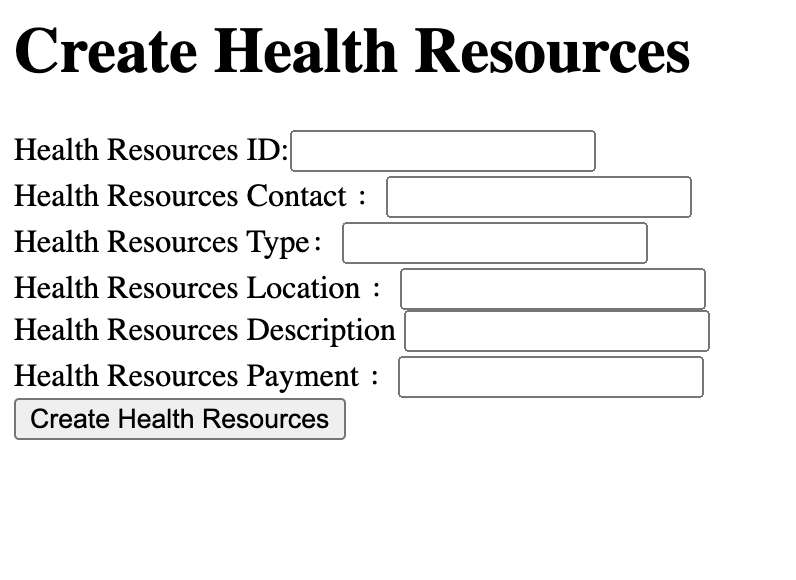 Create Health Resources
Health Resources ID:
Health Resources Contact：
Health Resources Type：
Health Resources Location：
Health Resources Description
Health Resources Payment：
Create Health Resources